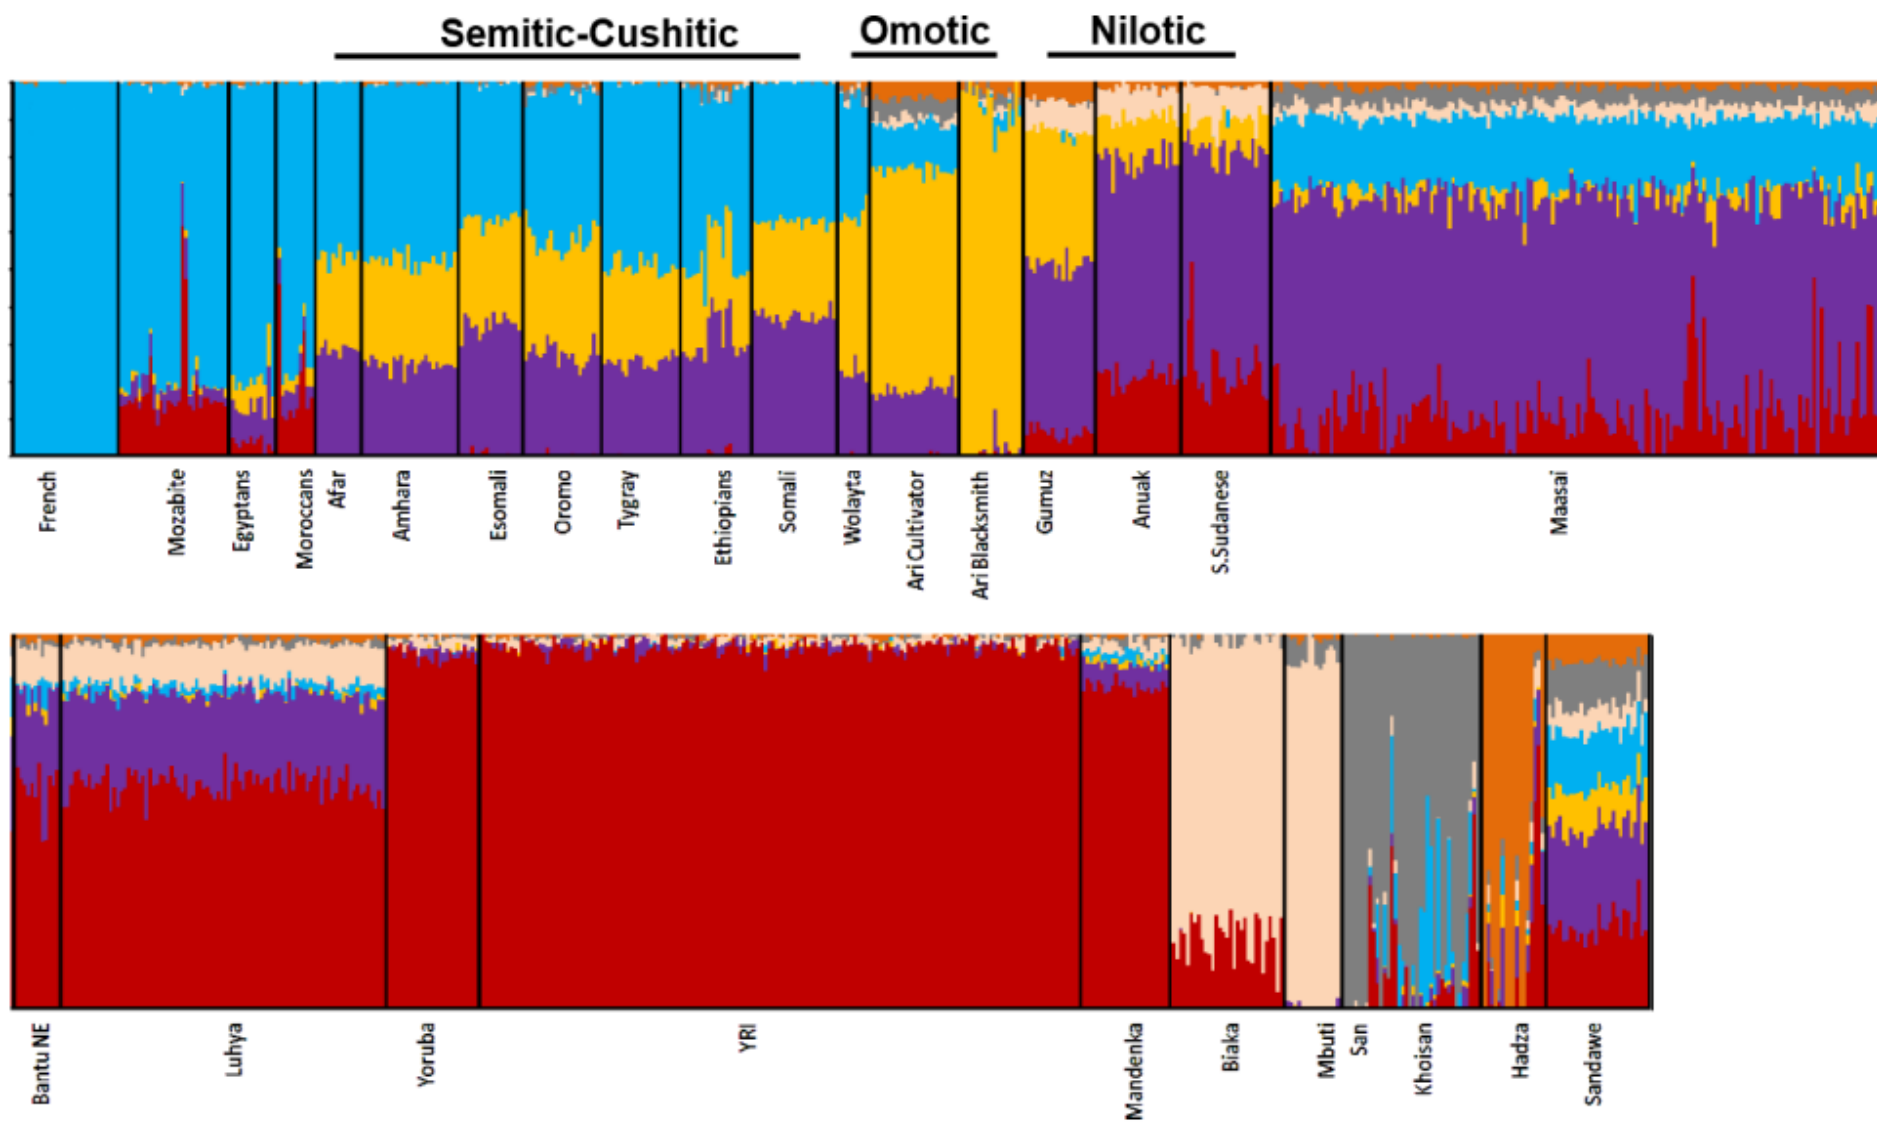 Semitic-Cushitic
Omotic
Nilotic
French
Mozabite
Egyptans
Moroccans
Afar
Amhara
Esomali
Oromo
Tygray
Ethiopians
Somali
Wolayta
Ari Cultivator
Ari Blacksmith
Gumuz
Anuak
S.Sudanese
Maasai
Bantu NE
Luhya
Yoruba
YRI
Mandenka
Biaka
Mbuti
San
Khoisan
Hadza
Sandawe